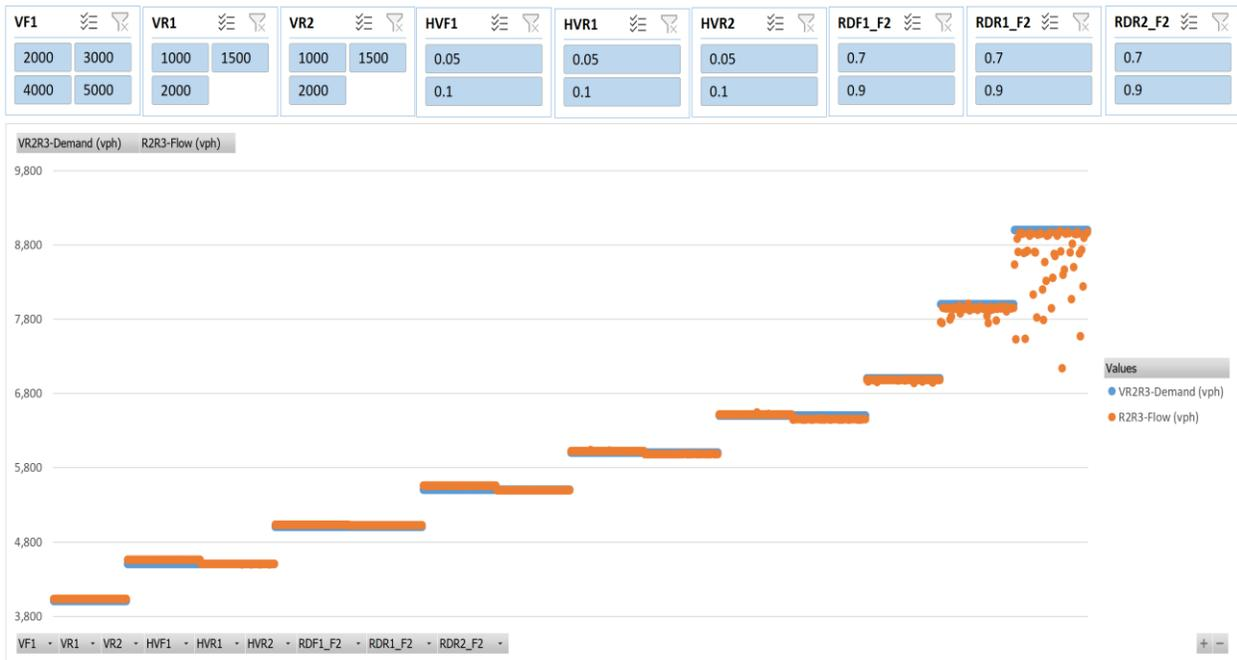 VF1 VR1 VR2 HVF1 HVR1 HVR2 RDF1_F2 RDR1_F2 RDR2_F2
2000 3000 1000 1500 1000 1500 0.05 0.05 0.05 0.7 0.7 0.7
4000 5000 2000 2000 0.1 0.1 0.1 0.9 0.9 0.9
VR2R3-Demand (vph) R2R3-Flow (vph)
9,800
8,800
7,800
6,800
5,800
4,800
3,800
Values
VR2R3-Demand (vph)
R2R3-Flow (vph)
VF1 VR1 VR2 HVF1 HVR1 HVR2 RDF1_F2 RDR1_F2 RDR2_F2
+ −